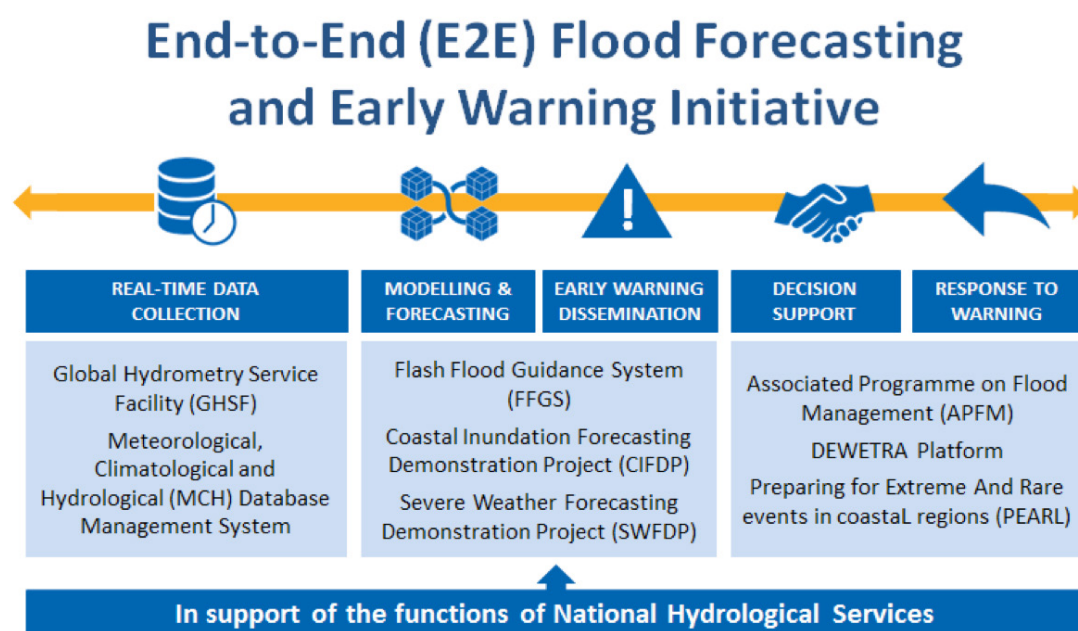 End-to-End (E2E) Flood Forecasting
and Early Warning Initiative
REAL-TIME DATA
COLLECTION
MODELLING &
FORECASTING
EARLY WARNING
DISSEMINATION
DECISION
SUPPORT
RESPONSE TO
WARNING
Global Hydrometry Service
Facility (GHSF)
Meteorological,
Climatological and
Hydrological (MCH) Database
Management System
Flash Flood Guidance System
(FFGS)
Coastal Inundation Forecasting
Demonstration Project (CIFDP)
Severe Weather Forecasting
Demonstration Project (SWFDP)
Associated Programme on Flood
Management (APFM)
DEWETRA Platform
Preparing for Extreme And Rare
events in coastaL regions (PEARL)
In support of the functions of National Hydrological Services